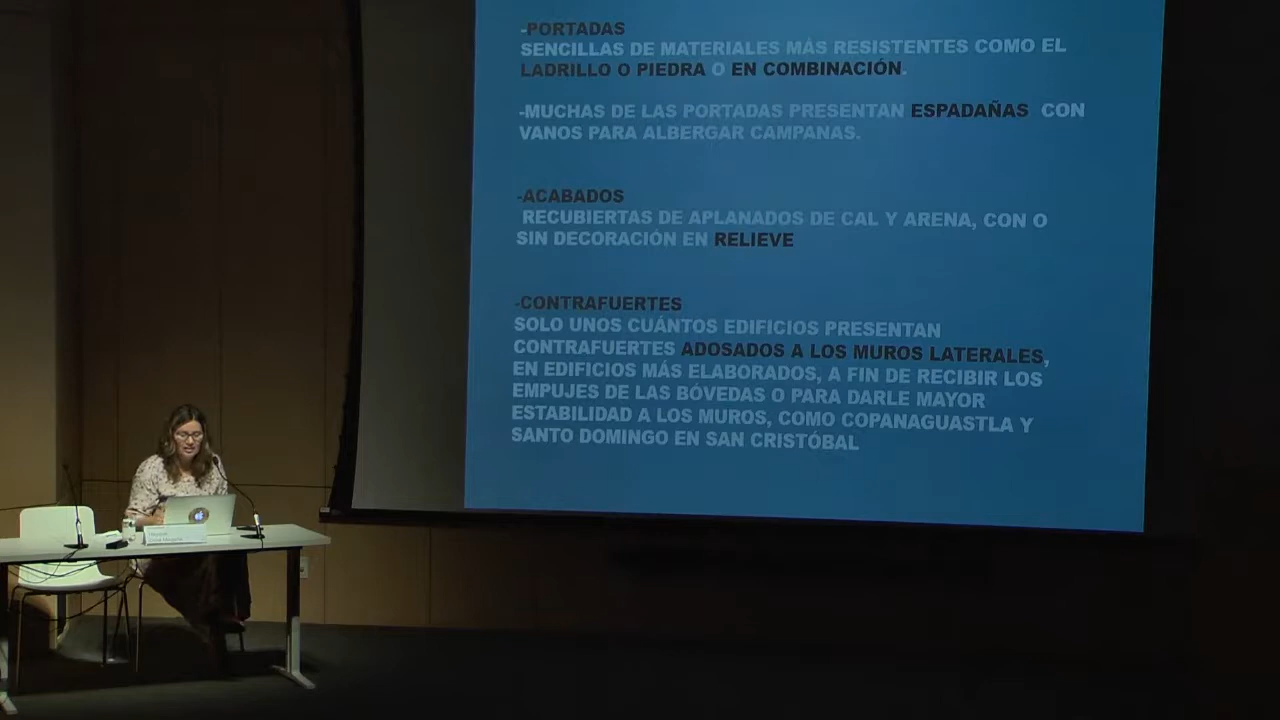 -PORTADAS
SENCILLAS DE MATERIALES MÁS RESISTENTES COMO EL
LADRILLO O PIEDRA O EN COMBINACIÓN.
-MUCHAS DE LAS PORTADAS PRESENTAN ESPADAÑAS CON
VANOS PARA ALBERGAR CAMPANAS.
-ACABADOS
RECUBIERTAS DE APLANADOS DE CAL Y ARENA, CON O
SIN DECORACIÓN EN RELIEVE
-CONTRAFUERTES
SOLO UNOS CUÁNTOS EDIFICIOS PRESENTAN
CONTRAFUERTES ADOSADOS A LOS MUROS LATERALES,
EN EDIFICIOS MÁS ELABORADOS, A FIN DE RECIBIR LOS
EMPUJES DE LAS BÓVEDAS O PARA DARLE MAYOR
ESTABILIDAD A LOS MUROS, COMO COPANAGUASTLA Y
SANTO DOMINGO EN SAN CRISTÓBAL